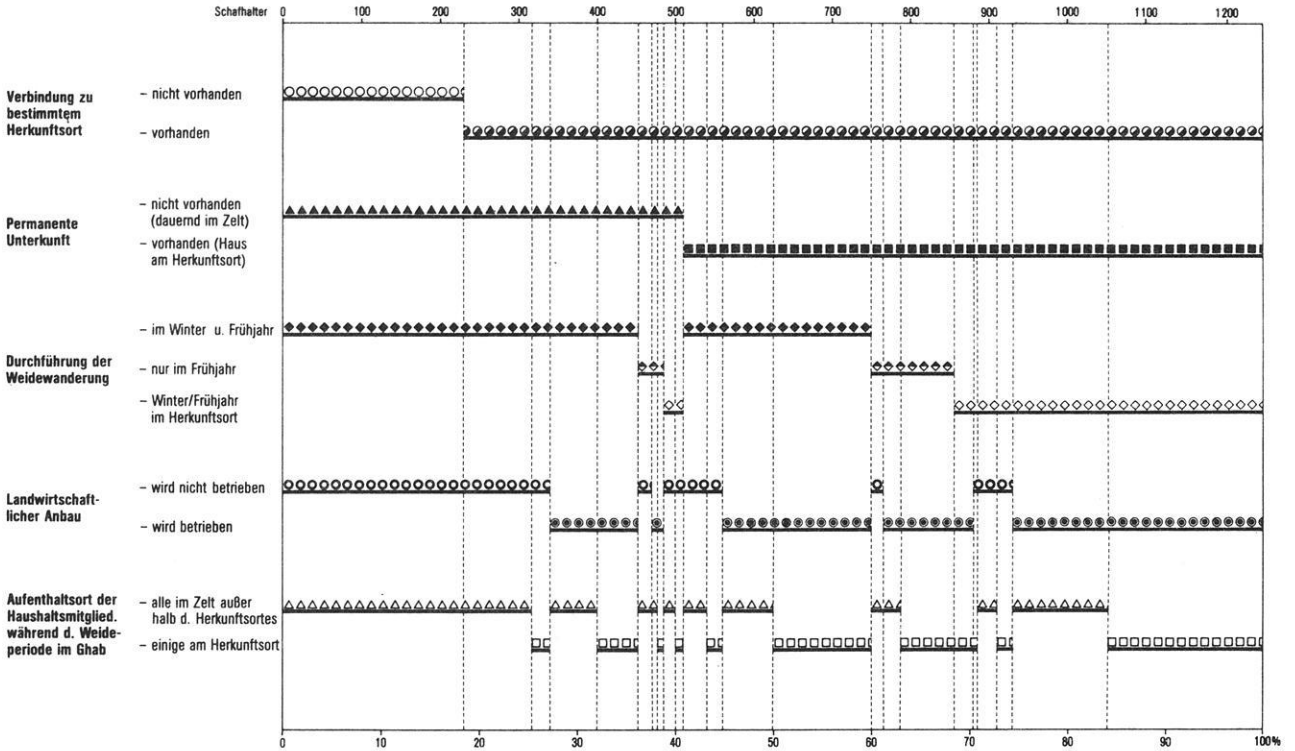 Schafhalter 0 100 200 300 400 500 600 700 800 900 1000 1100 1200
Verbindung zu
bestimmtem
Herkunftsort
– nicht vorhanden
– vorhanden
Permanente
Unterkunft
– nicht vorhanden
(dauernd im Zelt)
– vorhanden (Haus
am Herkunftsort)
Durchführung der
Weidewanderung
– im Winter u. Frühjahr
– nur im Frühjahr
– Winter/Frühjahr
im Herkunftsort
Landwirtschaft-
licher Anbau
– wird nicht betrieben
– wird betrieben
Aufenthaltsort der
Haushaltsmitglied.
während d. Weide-
periode im Ghab
– alle im Zelt außer
halb d. Herkunftsortes
– einige am Herkunftsort
0 10 20 30 40 50 60 70 80 90 100%